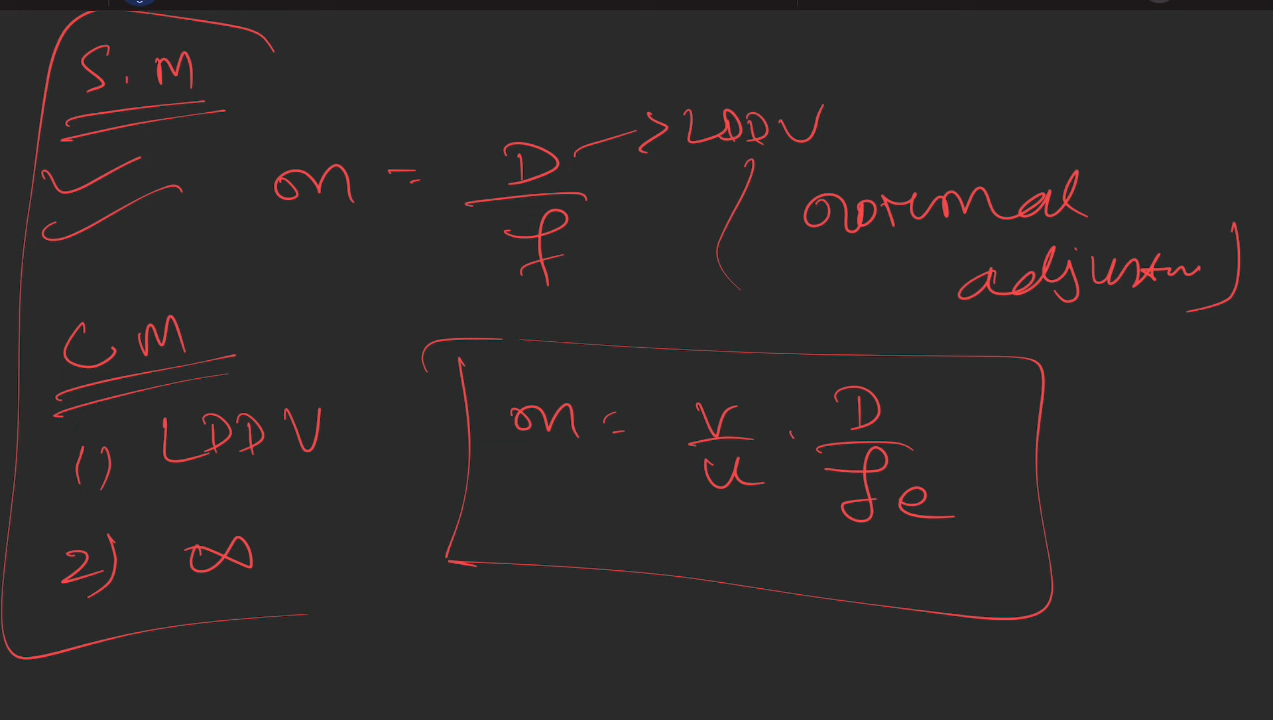 S.M
m = D/f → LDDV
(normal
adjustm)
C M
1) LDDV
2) ∞
m = v/u . D/fe